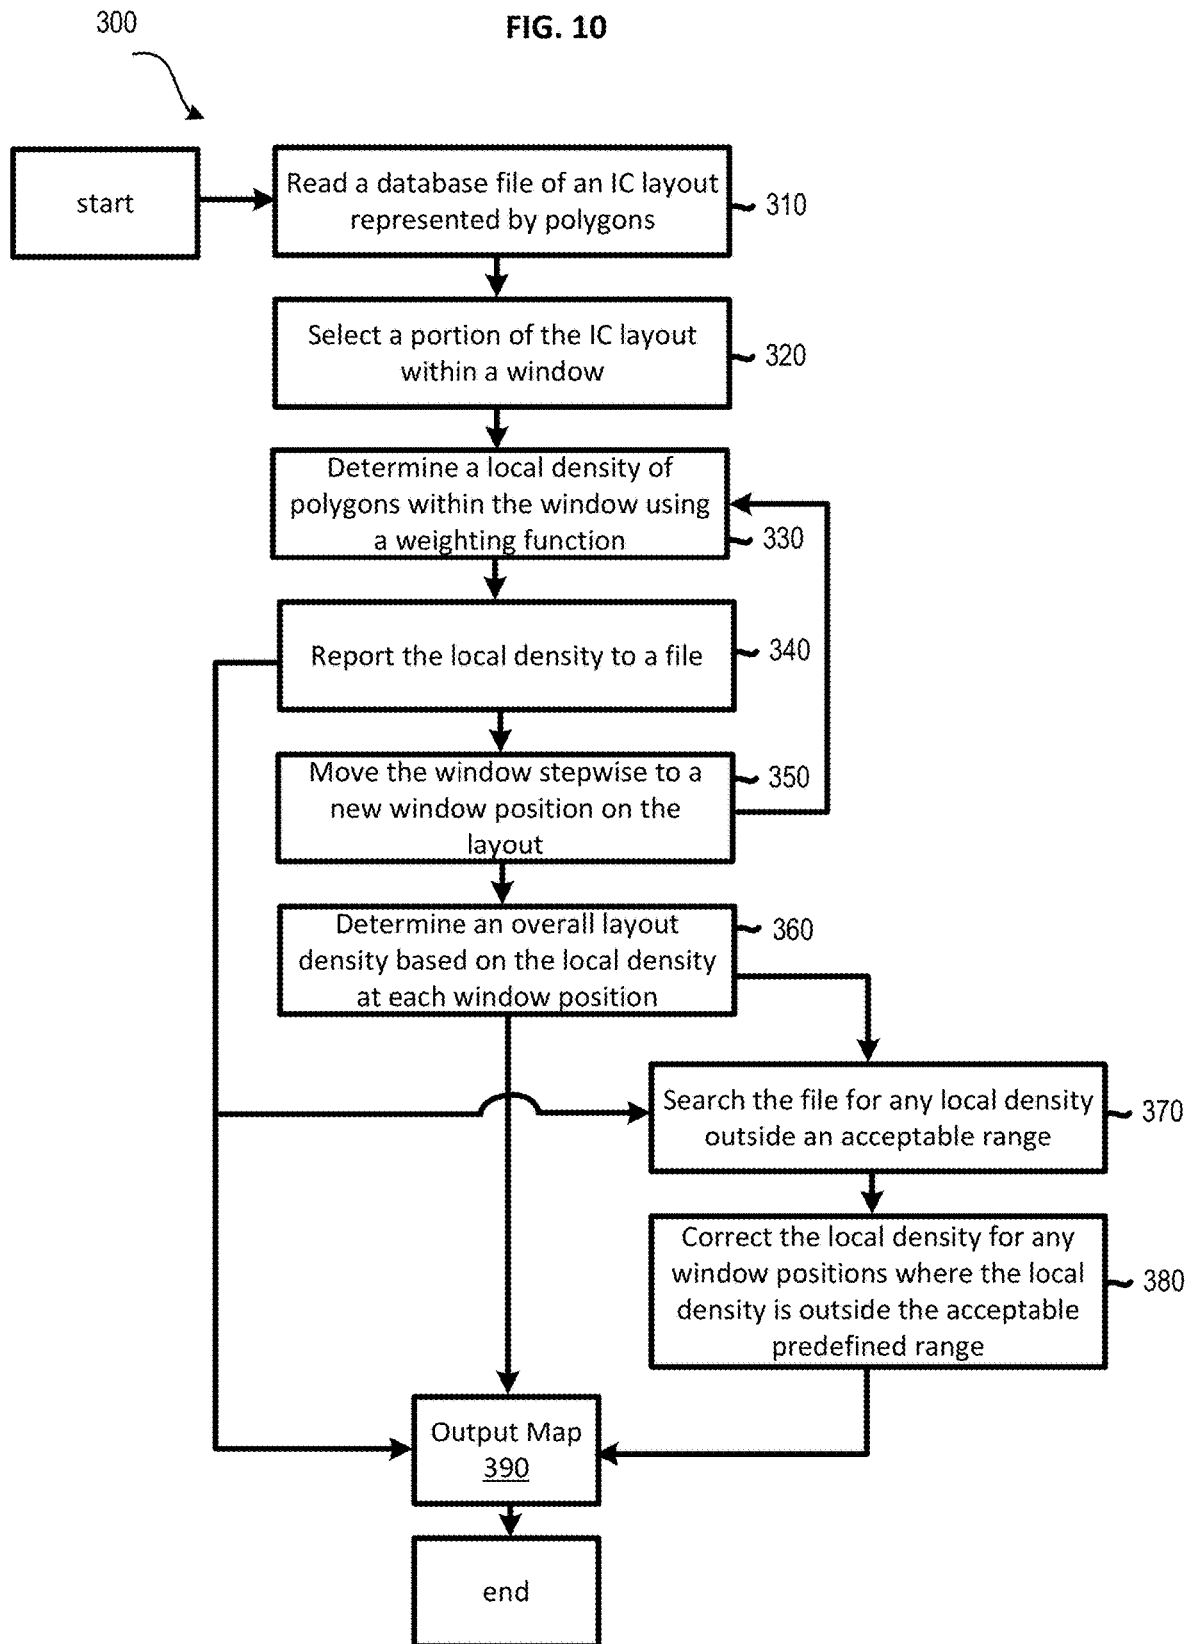 FIG. 10
300
start
Read a database file of an IC layout
represented by polygons
310
Select a portion of the IC layout
within a window
320
Determine a local density of
polygons within the window using
a weighting function
330
Report the local density to a file
340
Move the window stepwise to a
new window position on the
layout
350
Determine an overall layout
density based on the local density
at each window position
360
Search the file for any local density
outside an acceptable range
370
Correct the local density for any
window positions where the local
density is outside the acceptable
predefined range
380
Output Map
390
end